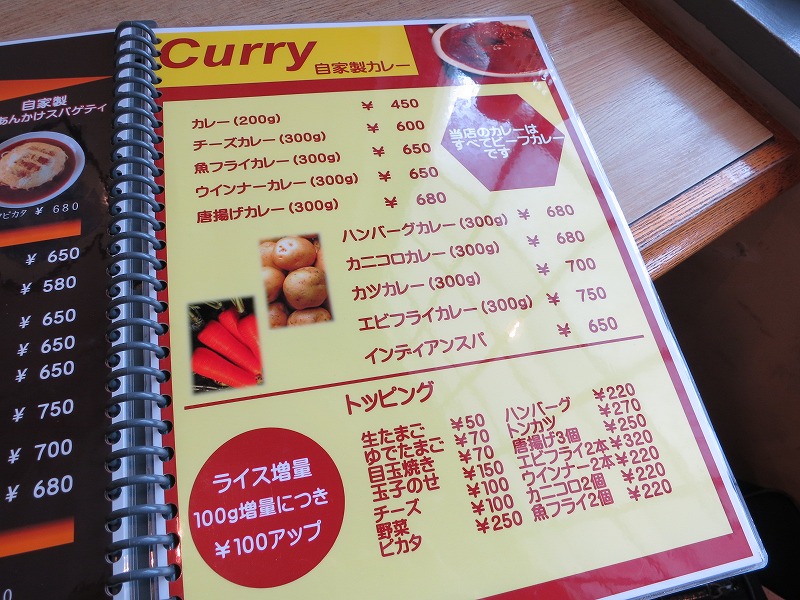 自家製
あんかけスパゲティ
ピカタ ¥ 680
¥ 650
¥ 580
¥ 650
¥ 650
¥ 650
¥ 750
¥ 700
¥ 680
Curry
自家製カレー
カレー(200g) ¥ 450
チーズカレー(300g) ¥ 600
魚フライカレー(300g) ¥ 650
ウインナーカレー(300g) ¥ 650
唐揚げカレー(300g) ¥ 680
当店のカレーは
すべてビーフカレー
です
ハンバーグカレー(300g) ¥ 680
カニコロカレー(300g) ¥ 680
カツカレー(300g) ¥ 700
エビフライカレー(300g) ¥ 750
インディアンスパ ¥ 650
トッピング
生たまご ¥50
ゆでたまご ¥70
目玉焼き ¥70
玉子のせ ¥150
チーズ ¥100
野菜 ¥100
ピカタ ¥250
ハンバーグ ¥220
トンカツ ¥270
唐揚げ3個 ¥250
エビフライ2本 ¥320
ウインナー2本 ¥220
カニコロ2個 ¥220
魚フライ2個 ¥220
ライス増量
100g増量につき
¥100アップ